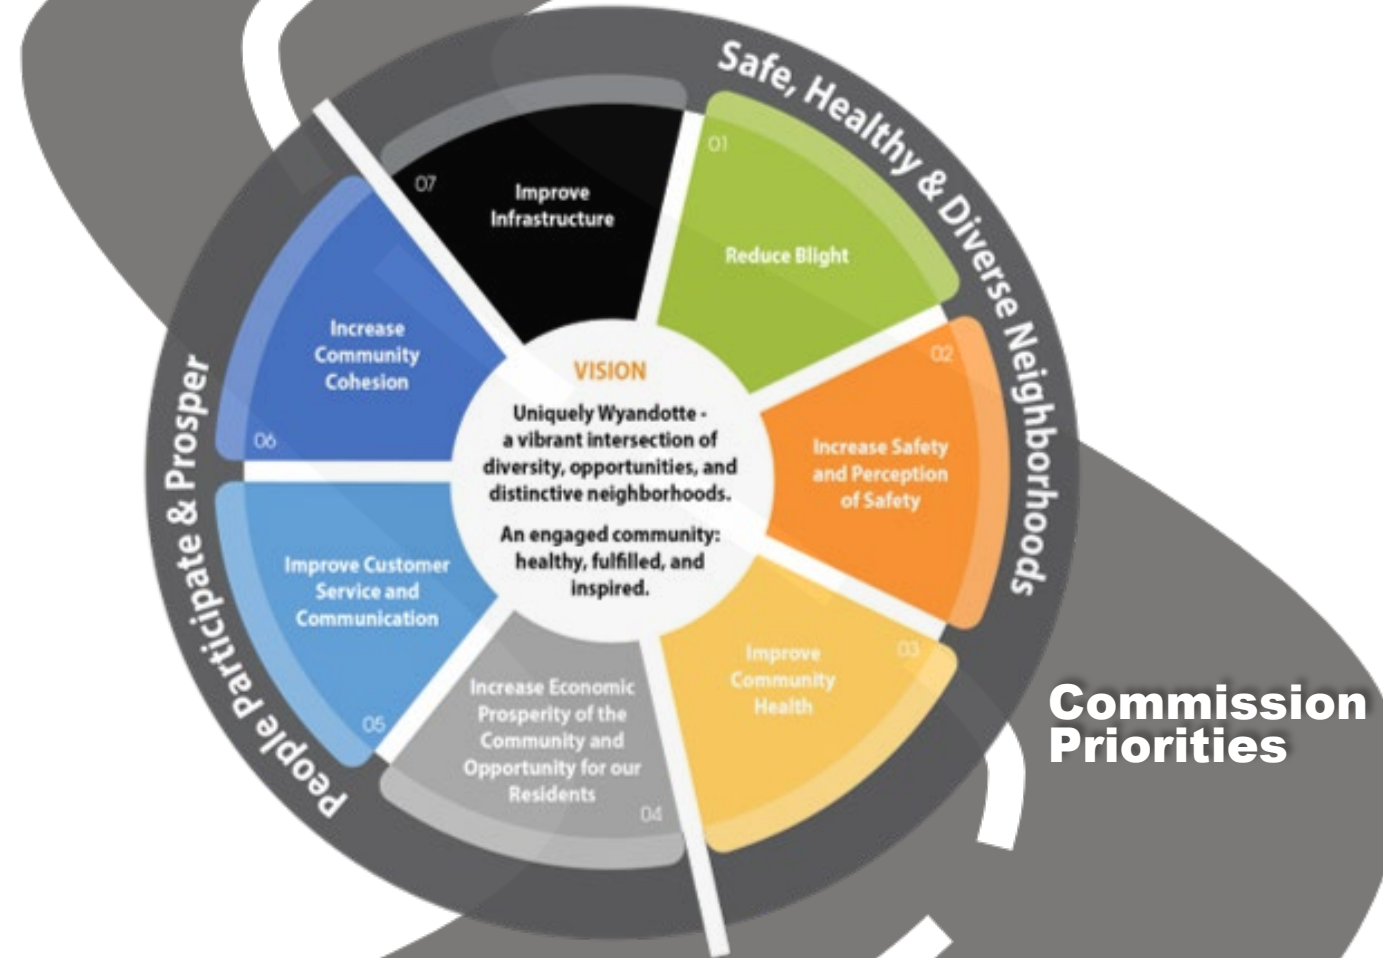 Safe, Healthy & Diverse Neighborhoods
People Participate & Prosper
01
Reduce Blight
02
Increase Safety
and Perception
of Safety
03
Improve
Community
Health
Increase Economic
Prosperity of the
Community and
Opportunity for our
Residents
04
Improve Customer
Service and
Communication
05
Increase
Community
Cohesion
06
07
Improve
Infrastructure
VISION
Uniquely Wyandotte -
a vibrant intersection of
diversity, opportunities, and
distinctive neighborhoods.
An engaged community:
healthy, fulfilled, and
inspired.
Commission
Priorities